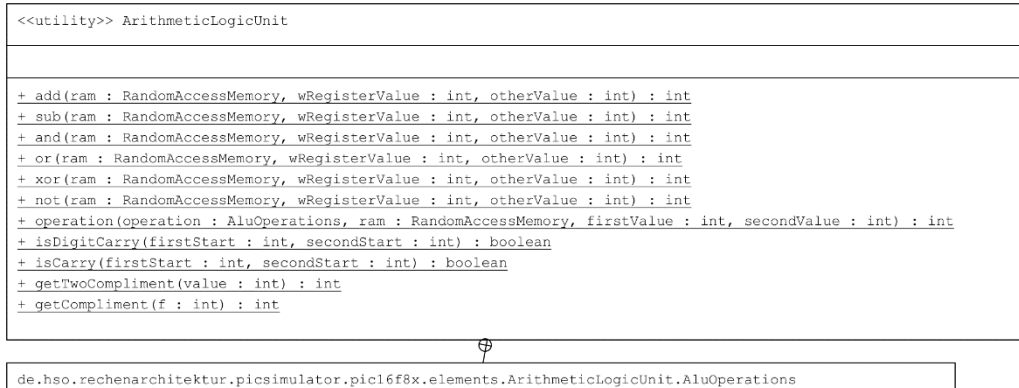 <<utility>> ArithmeticLogicUnit
+ add(ram : RandomAccessMemory, wRegisterValue : int, otherValue : int) : int
+ sub(ram : RandomAccessMemory, wRegisterValue : int, otherValue : int) : int
+ and(ram : RandomAccessMemory, wRegisterValue : int, otherValue : int) : int
+ or(ram : RandomAccessMemory, wRegisterValue : int, otherValue : int) : int
+ xor(ram : RandomAccessMemory, wRegisterValue : int, otherValue : int) : int
+ not(ram : RandomAccessMemory, wRegisterValue : int, otherValue : int) : int
+ operation(operation : AluOperations, ram : RandomAccessMemory, firstValue : int, secondValue : int) : int
+ isDigitCarry(firstStart : int, secondStart : int) : boolean
+ isCarry(firstStart : int, secondStart : int) : boolean
+ getTwoCompliment(value : int) : int
+ getCompliment(f : int) : int
de.hso.rechenarchitektur.picsimulator.pic16f8x.elements.ArithmeticLogicUnit.AluOperations